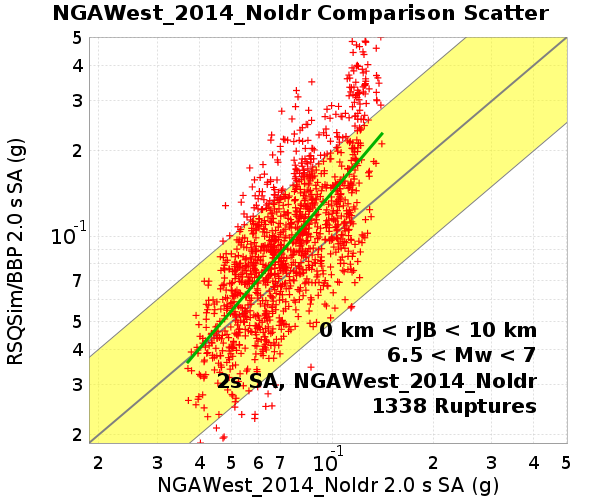 NGAWest_2014_NoIdr Comparison Scatter
RSQSim/BBP 2.0 s SA (g)
5
4
3
2
10-1
7
5
4
3
2
0 km < rJB < 10 km
6.5 < Mw < 7
2s SA, NGAWest_2014_NoIdr
1338 Ruptures
2 3 4 5 6 7 10-1 2 3 4 5
NGAWest_2014_NoIdr 2.0 s SA (g)